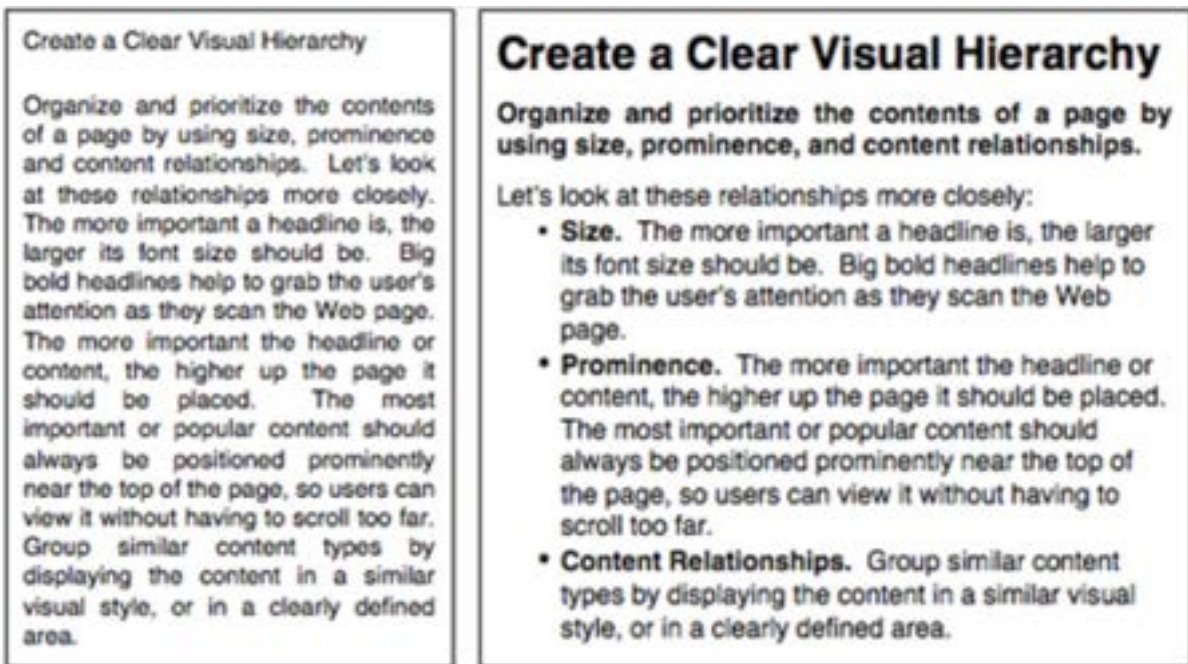 Create a Clear Visual Hierarchy
Organize and prioritize the contents
of a page by using size, prominence
and content relationships. Let's look
at these relationships more closely.
The more important a headline is, the
larger its font size should be. Big
bold headlines help to grab the user's
attention as they scan the Web page.
The more important the headline or
content, the higher up the page it
should be placed. The most
important or popular content should
always be positioned prominently
near the top of the page, so users can
view it without having to scroll too far.
Group similar content types by
displaying the content in a similar
visual style, or in a clearly defined
area.
Create a Clear Visual Hierarchy
Organize and prioritize the contents of a page by
using size, prominence, and content relationships.
Let's look at these relationships more closely:
• Size. The more important a headline is, the larger
its font size should be. Big bold headlines help to
grab the user's attention as they scan the Web
page.
• Prominence. The more important the headline or
content, the higher up the page it should be placed.
The most important or popular content should
always be positioned prominently near the top of
the page, so users can view it without having to
scroll too far.
• Content Relationships. Group similar content
types by displaying the content in a similar visual
style, or in a clearly defined area.